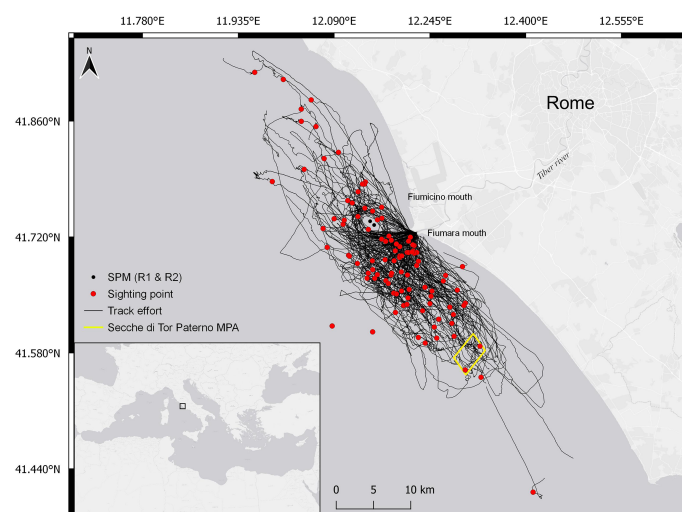 11.780°E 11.935°E 12.090°E 12.245°E 12.400°E 12.555°E
N
41.860°N
Rome
Tiber river
Fiumicino mouth
41.720°N
Fiumara mouth
SPM (R1 & R2)
Sighting point
Track effort
Secche di Tor Paterno MPA
41.580°N
41.440°N
0 5 10 km